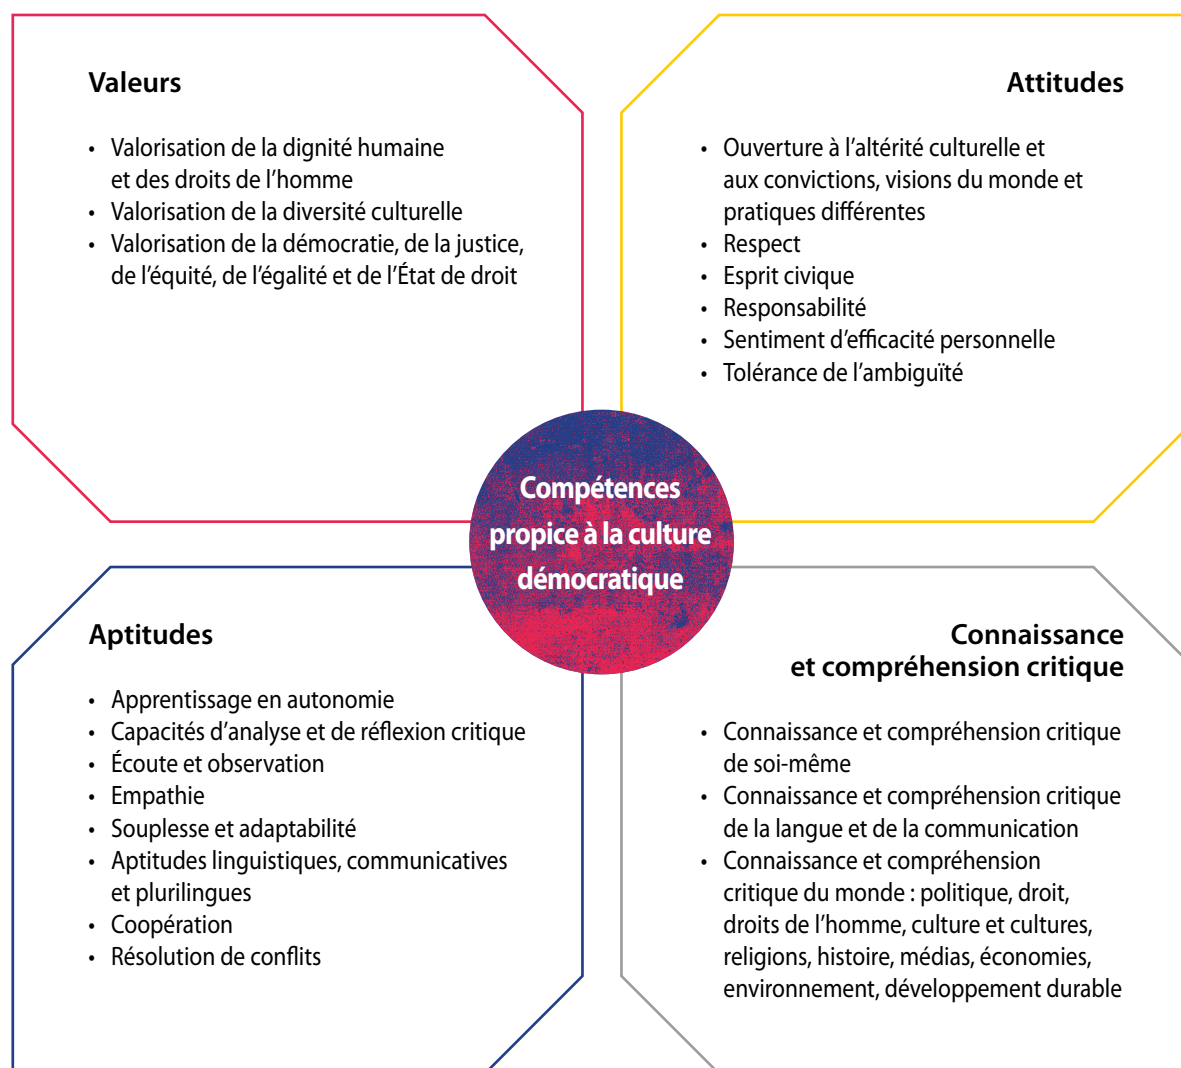 Valeurs
• Valorisation de la dignité humaine
et des droits de l’homme
• Valorisation de la diversité culturelle
• Valorisation de la démocratie, de la justice,
de l’équité, de l’égalité et de l’État de droit
Attitudes
• Ouverture à l’altérité culturelle et
aux convictions, visions du monde et
pratiques différentes
• Respect
• Esprit civique
• Responsabilité
• Sentiment d’efficacité personnelle
• Tolérance de l’ambiguïté
Compétences
propice à la culture
démocratique
Aptitudes
• Apprentissage en autonomie
• Capacités d’analyse et de réflexion critique
• Écoute et observation
• Empathie
• Souplesse et adaptabilité
• Aptitudes linguistiques, communicatives
et plurilingues
• Coopération
• Résolution de conflits
Connaissance
et compréhension critique
• Connaissance et compréhension critique
de soi-même
• Connaissance et compréhension critique
de la langue et de la communication
• Connaissance et compréhension
critique du monde : politique, droit,
droits de l’homme, culture et cultures,
religions, histoire, médias, économies,
environnement, développement durable